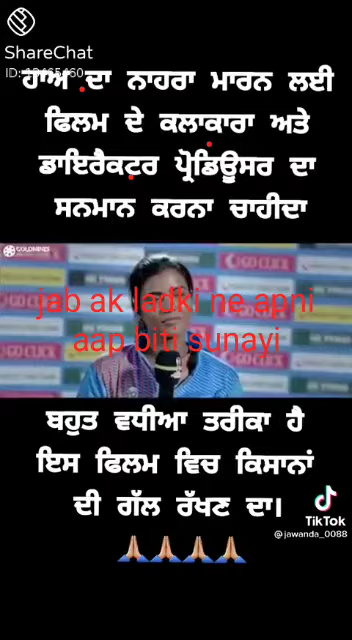 ShareChat
ਹਾਅ ਦਾ ਨਾਹਰਾ ਮਾਰਨ ਲਈ
ਫਿਲਮ ਦੇ ਕਲਾਕਾਰਾ ਅਤੇ
ਡਾਇਰੈਕਟਰ ਪ੍ਰੋਡਿਊਸਰ ਦਾ
ਸਨਮਾਨ ਕਰਨਾ ਚਾਹੀਦਾ
GOLDMINES
jab ak ladki ne apni
aap biti sunayi
ਬਹੁਤ ਵਧੀਆ ਤਰੀਕਾ ਹੈ
ਇਸ ਫਿਲਮ ਵਿਚ ਕਿਸਾਨਾਂ
ਦੀ ਗੱਲ ਰੱਖਣ ਦਾ।
TikTok
@jawanda_0088